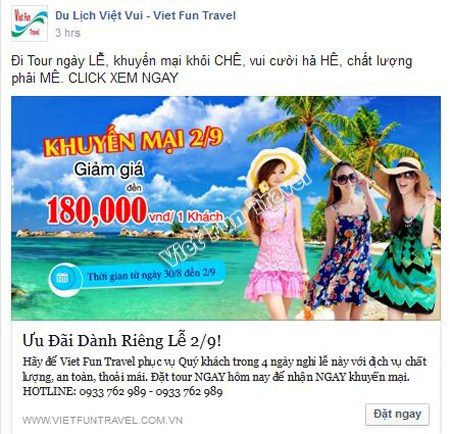 Viet Fun
Travel
Du Lịch Việt Vui - Viet Fun Travel
3 hrs
Đi Tour ngày LỄ, khuyến mại khỏi CHÊ, vui cười hả HÊ, chất lượng
phải MÊ. CLICK XEM NGAY
KHUYẾN MẠI 2/9
Giảm giá
đến
180,000 vnđ/ 1 Khách
Viet Fun Travel
Thời gian từ ngày 30/8 đến 2/9
Ưu Đãi Dành Riêng Lễ 2/9!
Hãy để Viet Fun Travel phục vụ Quý khách trong 4 ngày nghỉ lễ này với dịch vụ chất
lượng, an toàn, thoải mái. Đặt tour NGAY hôm nay để nhận NGAY khuyến mại.
HOTLINE: 0933 762 989 - 0933 762 989
WWW.VIETFUNTRAVEL.COM.VN
Đặt ngay